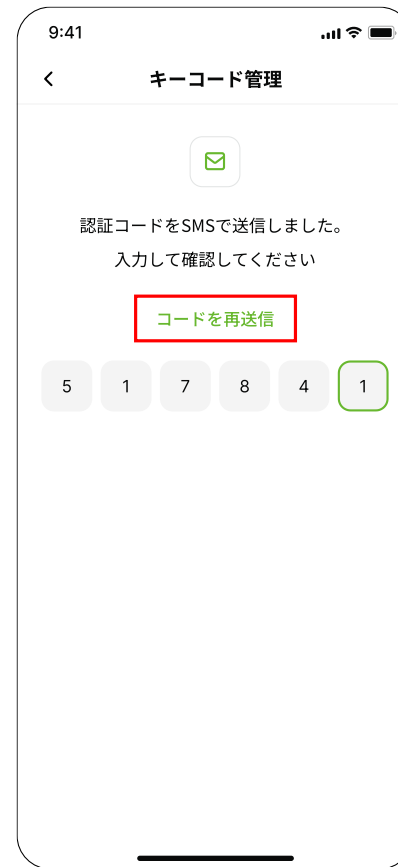 9:41
キーコード管理
認証コードをSMSで送信しました。
入力して確認してください
コードを再送信
5 1 7 8 4 1